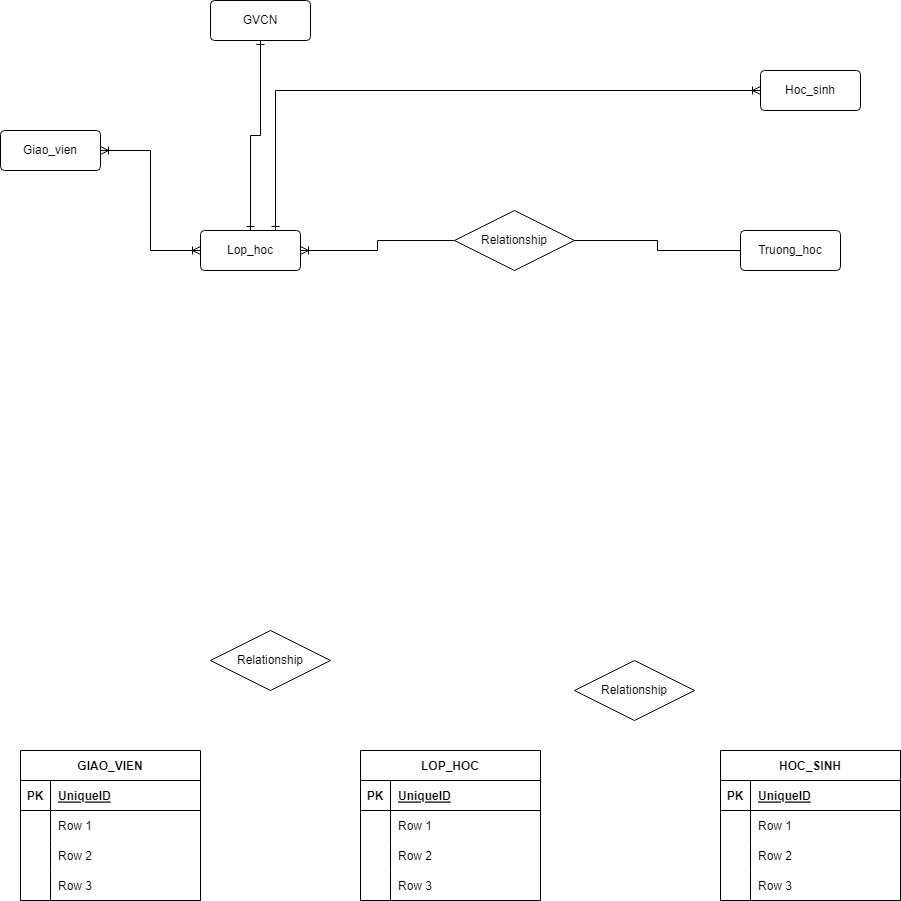 GVCN
Hoc_sinh
Giao_vien
Relationship
Lop_hoc
Truong_hoc
Relationship
Relationship
GIAO_VIEN
PK UniqueID
Row 1
Row 2
Row 3
LOP_HOC
PK UniqueID
Row 1
Row 2
Row 3
HOC_SINH
PK UniqueID
Row 1
Row 2
Row 3